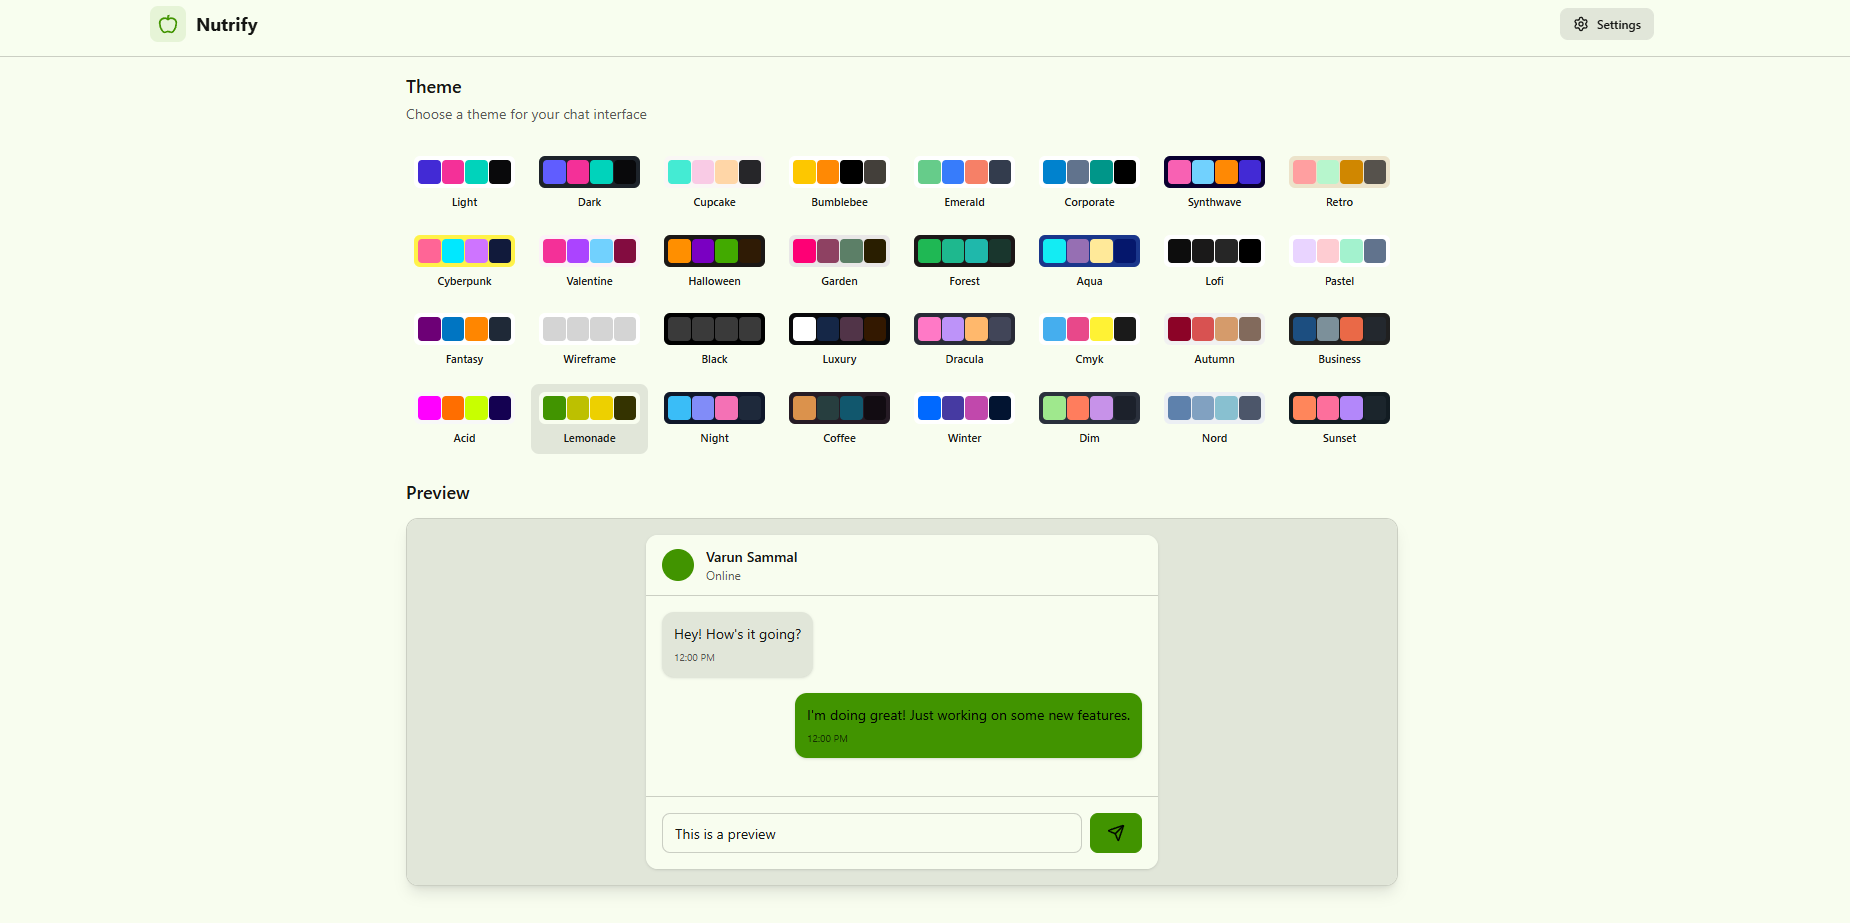 Nutrify
Settings
Theme
Choose a theme for your chat interface
Light
Dark
Cupcake
Bumblebee
Emerald
Corporate
Synthwave
Retro
Cyberpunk
Valentine
Halloween
Garden
Forest
Aqua
Lofi
Pastel
Fantasy
Wireframe
Black
Luxury
Dracula
Cmyk
Autumn
Business
Acid
Lemonade
Night
Coffee
Winter
Dim
Nord
Sunset
Preview
Varun Sammal
Online
Hey! How's it going?
12:00 PM
I'm doing great! Just working on some new features.
12:00 PM
This is a preview